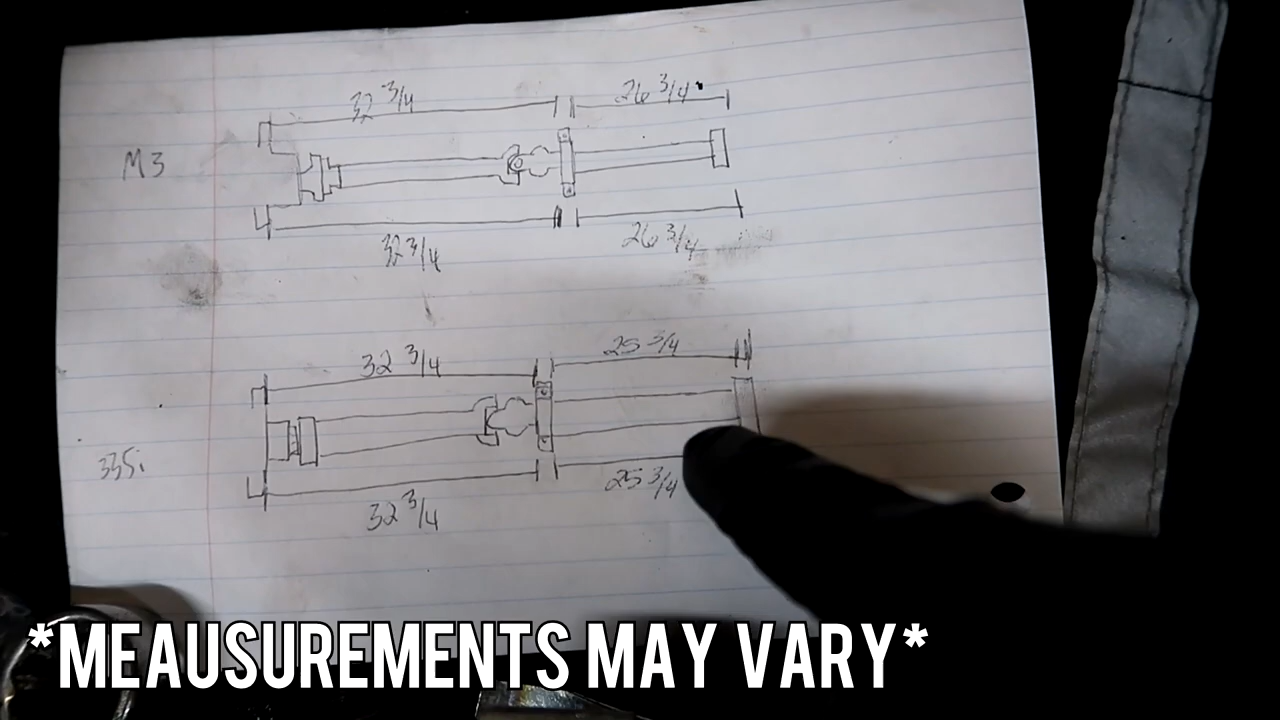 32 3/4 26 3/4
M3
32 3/4 26 3/4
32 3/4 25 3/4
335i
32 3/4 25 3/4
*MEAUSUREMENTS MAY VARY*